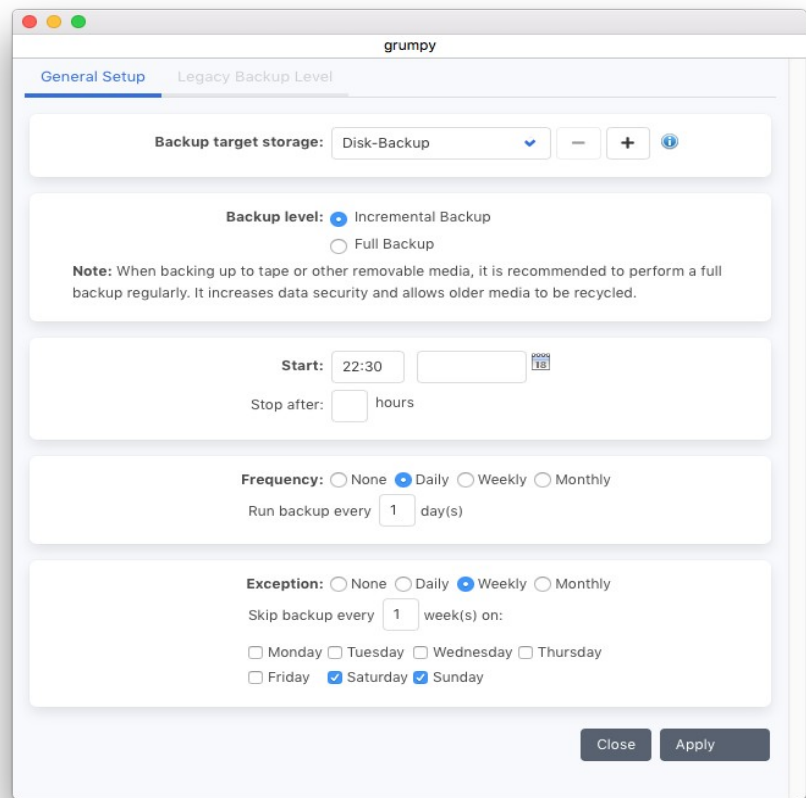 grumpy
General Setup Legacy Backup Level
Backup target storage: Disk-Backup − +
Backup level: Incremental Backup
Full Backup
Note: When backing up to tape or other removable media, it is recommended to perform a full
backup regularly. It increases data security and allows older media to be recycled.
Start: 22:30 18
Stop after: hours
Frequency: None Daily Weekly Monthly
Run backup every 1 day(s)
Exception: None Daily Weekly Monthly
Skip backup every 1 week(s) on:
Monday Tuesday Wednesday Thursday
Friday Saturday Sunday
Close Apply